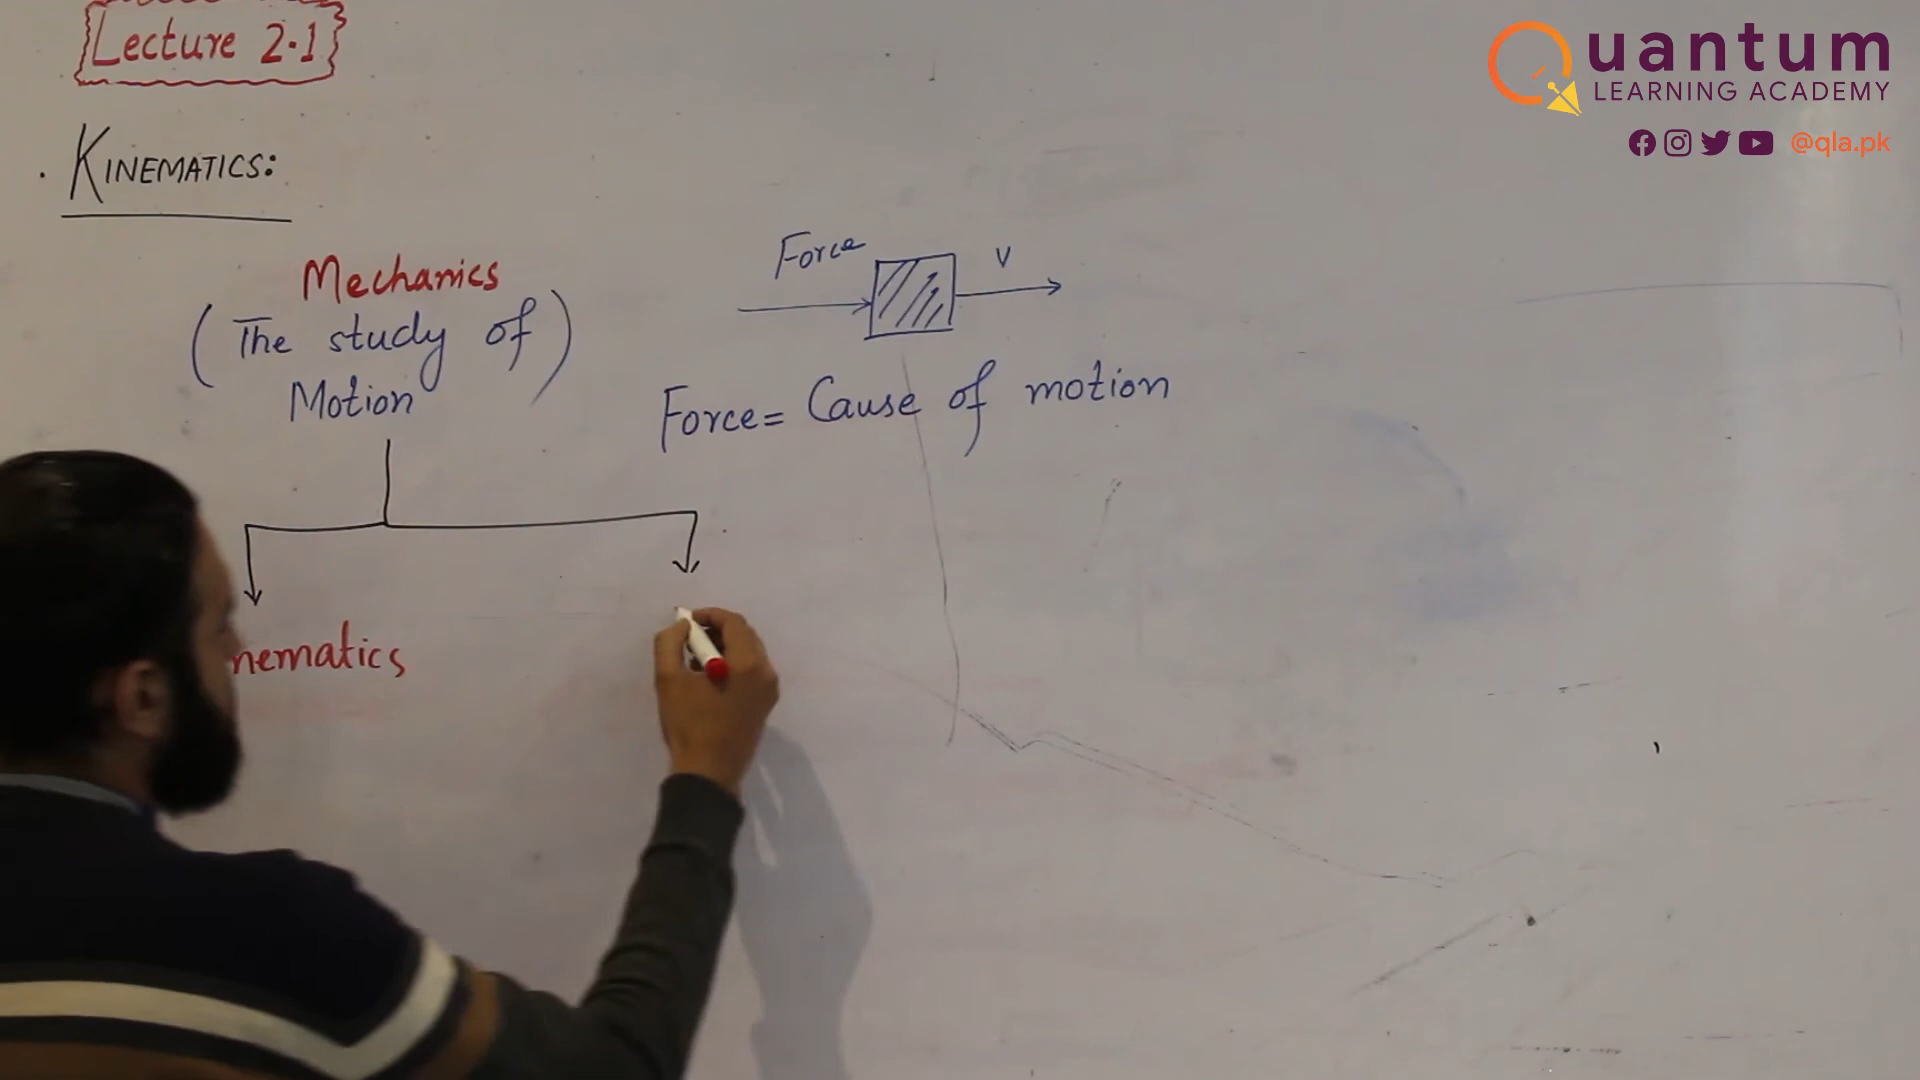 Lecture 2.1
KINEMATICS:
Mechanics
(The study of)
Motion
Force
v
Force = Cause of motion
nematics
Quantum
LEARNING ACADEMY
@qla.pk